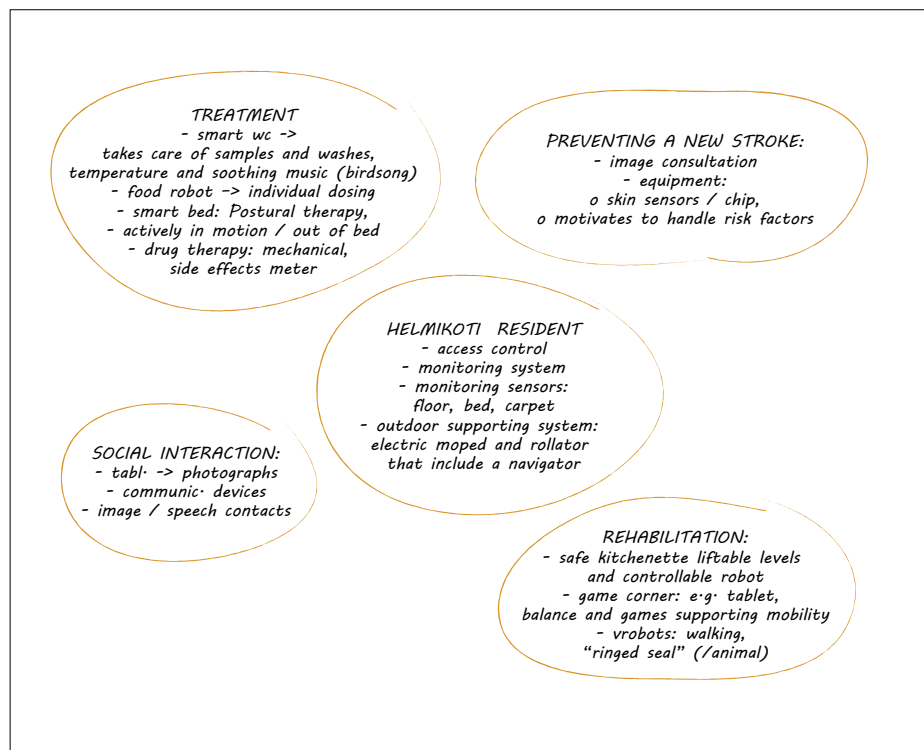 TREATMENT
- smart wc ->
takes care of samples and washes,
temperature and soothing music (birdsong)
- food robot -> individual dosing
- smart bed: Postural therapy,
- actively in motion / out of bed
- drug therapy: mechanical,
side effects meter
PREVENTING A NEW STROKE:
- image consultation
- equipment:
o skin sensors / chip,
o motivates to handle risk factors
HELMIKOTI RESIDENT
- access control
- monitoring system
- monitoring sensors:
floor, bed, carpet
- outdoor supporting system:
electric moped and rollator
that include a navigator
SOCIAL INTERACTION:
- tabl. -> photographs
- communic. devices
- image / speech contacts
REHABILITATION:
- safe kitchenette liftable levels
and controllable robot
- game corner: e.g. tablet,
balance and games supporting mobility
- vrobots: walking,
“ringed seal” (/animal)